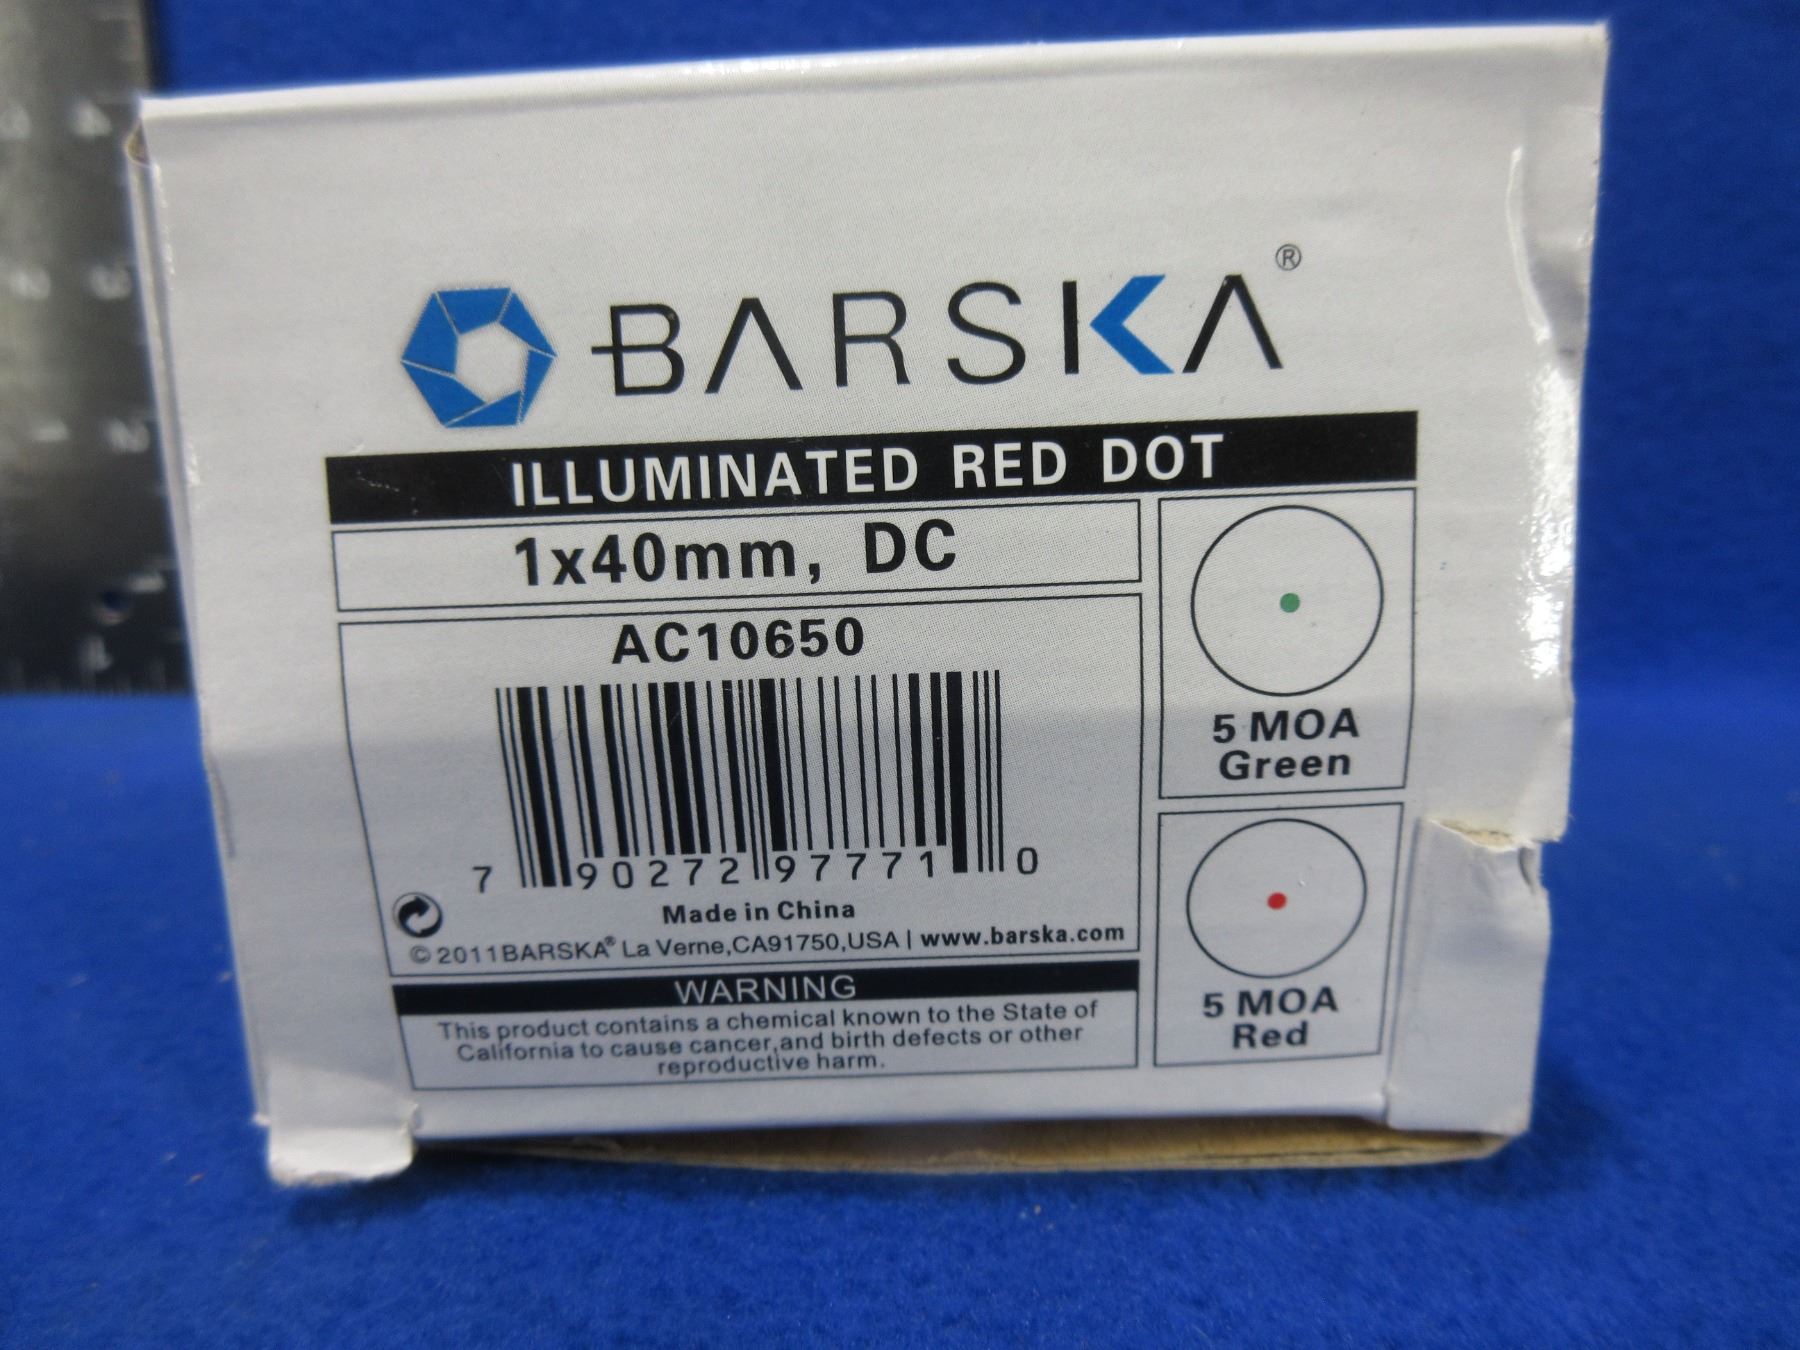 BARSKA®
ILLUMINATED RED DOT
1x40mm, DC
AC10650
7 90272 97771 0
Made in China
©2011BARSKA® La Verne,CA91750,USA | www.barska.com
WARNING
This product contains a chemical known to the State of
California to cause cancer,and birth defects or other
reproductive harm.
5 MOA
Green
5 MOA
Red